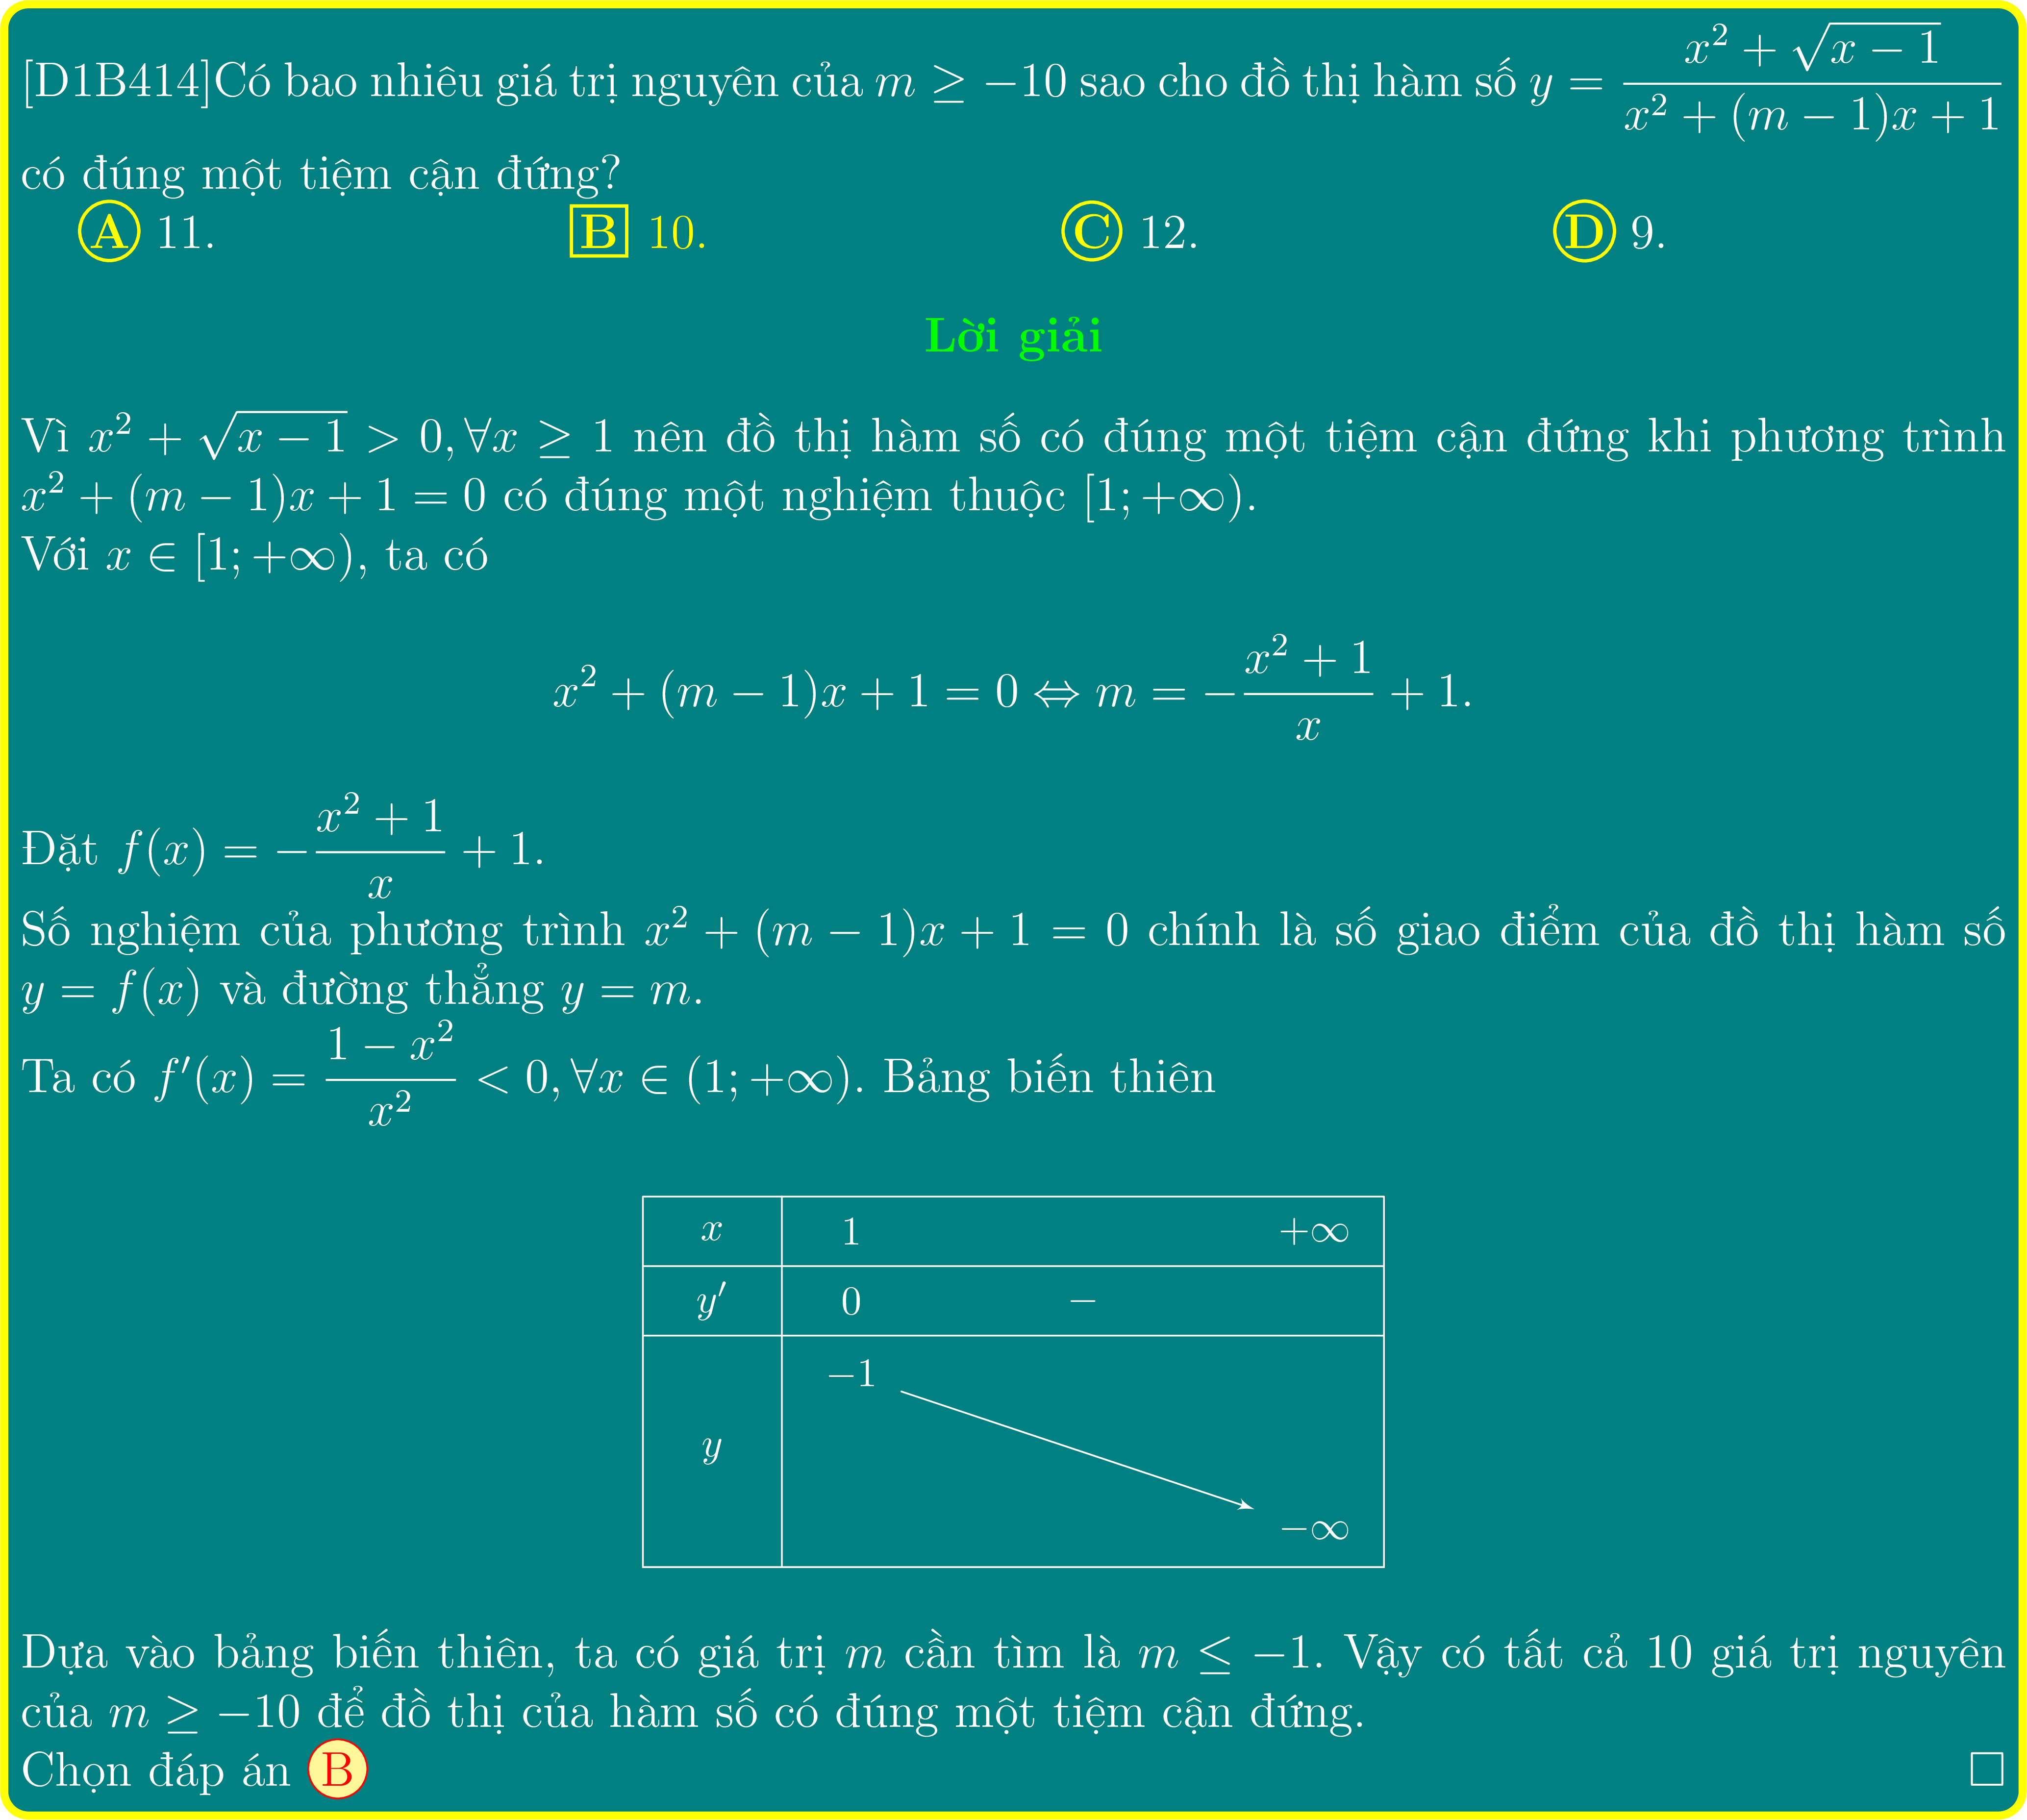 [D1B414]Có bao nhiêu giá trị nguyên của $m \geq -10$ sao cho đồ thị hàm số $y = \dfrac{x^2 + \sqrt{x-1}}{x^2 + (m-1)x + 1}$
có đúng một tiệm cận đứng?
A 11. B 10. C 12. D 9.
Lời giải
Vì $x^2 + \sqrt{x-1} > 0, \forall x \geq 1$ nên đồ thị hàm số có đúng một tiệm cận đứng khi phương trình
$x^2 + (m-1)x + 1 = 0$ có đúng một nghiệm thuộc $[1; +\infty)$.
Với $x \in [1; +\infty)$, ta có
$x^2 + (m-1)x + 1 = 0 \Leftrightarrow m = -\dfrac{x^2+1}{x} + 1.$
Đặt $f(x) = -\dfrac{x^2+1}{x} + 1.$
Số nghiệm của phương trình $x^2 + (m-1)x + 1 = 0$ chính là số giao điểm của đồ thị hàm số
$y = f(x)$ và đường thẳng $y = m$.
Ta có $f'(x) = \dfrac{1-x^2}{x^2} < 0, \forall x \in (1; +\infty)$. Bảng biến thiên
$x$ 1 $+\infty$
$y'$ 0 $-$
$-1$
$y$
$-\infty$
Dựa vào bảng biến thiên, ta có giá trị $m$ cần tìm là $m \leq -1$. Vậy có tất cả 10 giá trị nguyên
của $m \geq -10$ để đồ thị của hàm số có đúng một tiệm cận đứng.
Chọn đáp án B □